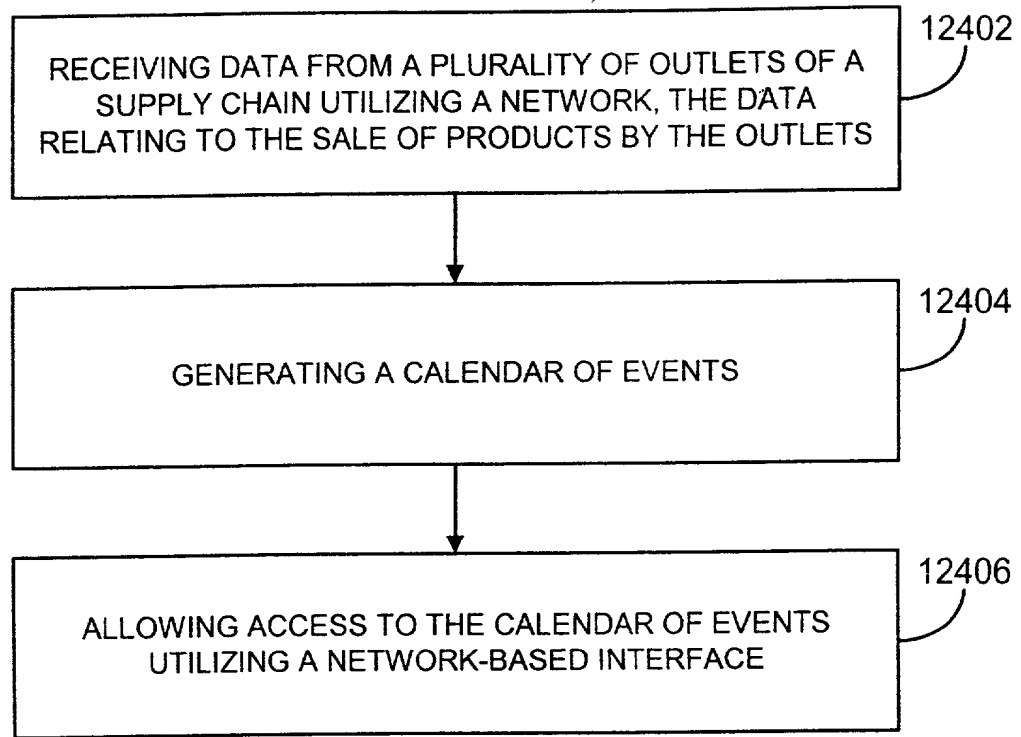 12402
RECEIVING DATA FROM A PLURALITY OF OUTLETS OF A
SUPPLY CHAIN UTILIZING A NETWORK, THE DATA
RELATING TO THE SALE OF PRODUCTS BY THE OUTLETS
12404
GENERATING A CALENDAR OF EVENTS
12406
ALLOWING ACCESS TO THE CALENDAR OF EVENTS
UTILIZING A NETWORK-BASED INTERFACE